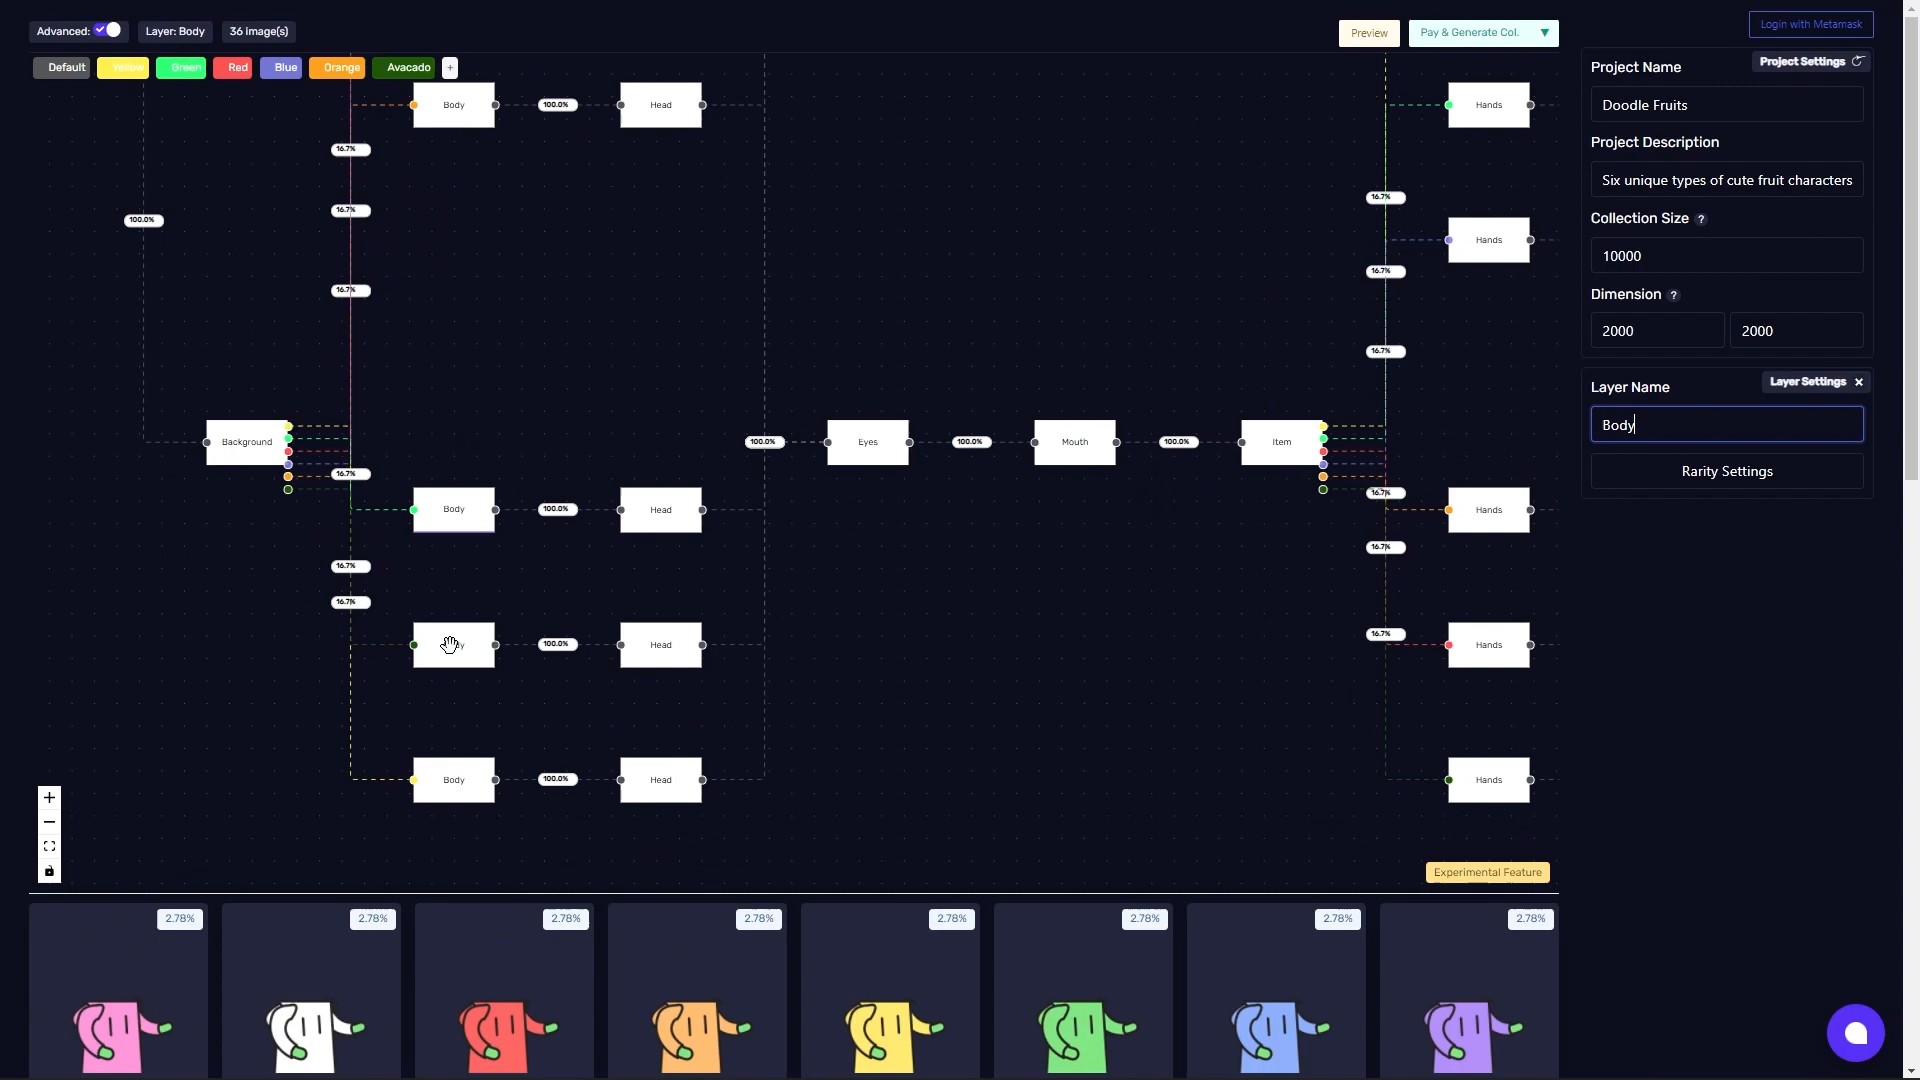 Advanced: Layer: Body 36 image(s)
Preview
Pay & Generate Col. ▼
Login with Metamask
Default Yellow Green Red Blue Orange Avacado +
Project Name
Project Settings
Doodle Fruits
Project Description
Six unique types of cute fruit characters
Collection Size ?
10000
Dimension ?
2000 2000
Layer Name
Layer Settings ×
Body
Rarity Settings
Body 100.0% Head
Hands
16.7%
16.7%
16.7%
100.0%
Hands
16.7%
16.7%
16.7%
Background
100.0% Eyes 100.0% Mouth 100.0% Item
16.7%
16.7%
Body 100.0% Head
Hands
16.7%
16.7%
16.7%
100.0% Head
16.7%
Hands
Body 100.0% Head
Hands
Experimental Feature
2.78% 2.78% 2.78% 2.78% 2.78% 2.78% 2.78% 2.78%